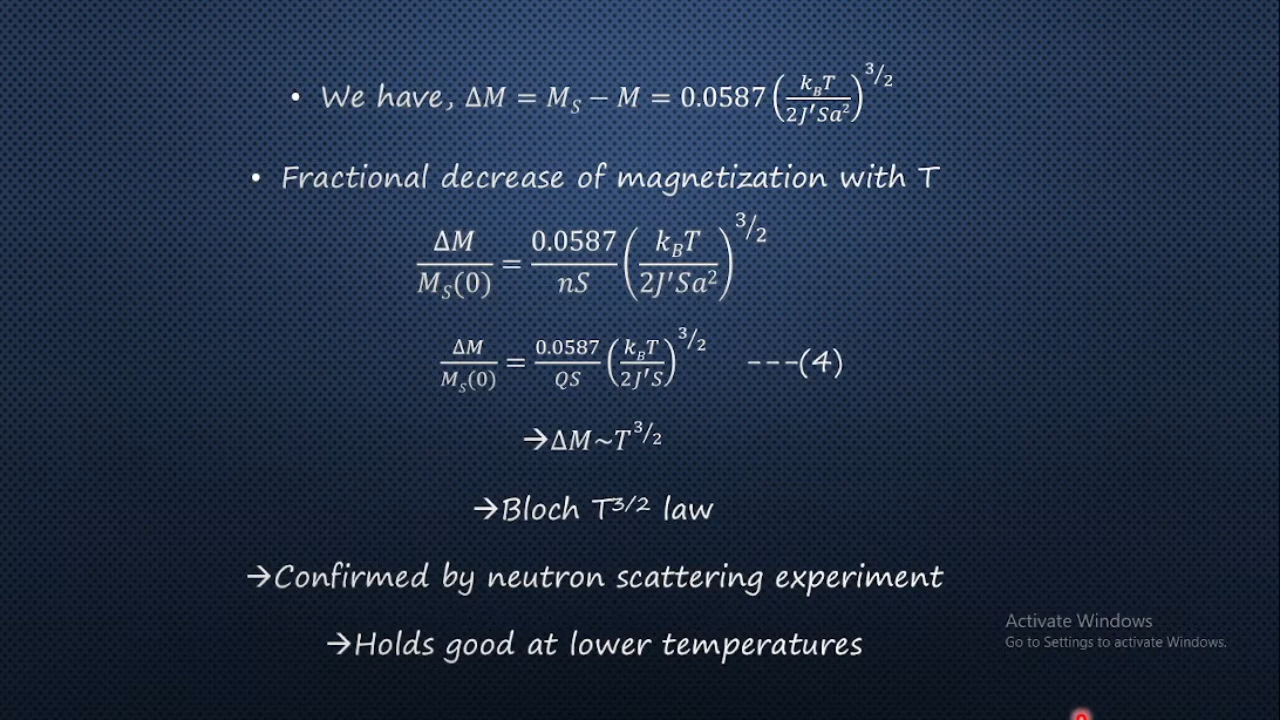 • We have, ΔM = M_S − M = 0.0587 (k_BT / 2J′Sa²)^3/2
• Fractional decrease of magnetization with T
ΔM / M_S(0) = 0.0587 / nS (k_BT / 2J′Sa²)^3/2
ΔM / M_S(0) = 0.0587 / QS (k_BT / 2J′S)^3/2 ---(4)
→ΔM~T^3/2
→Bloch T^3/2 law
→Confirmed by neutron scattering experiment
→Holds good at lower temperatures
Activate Windows
Go to Settings to activate Windows.